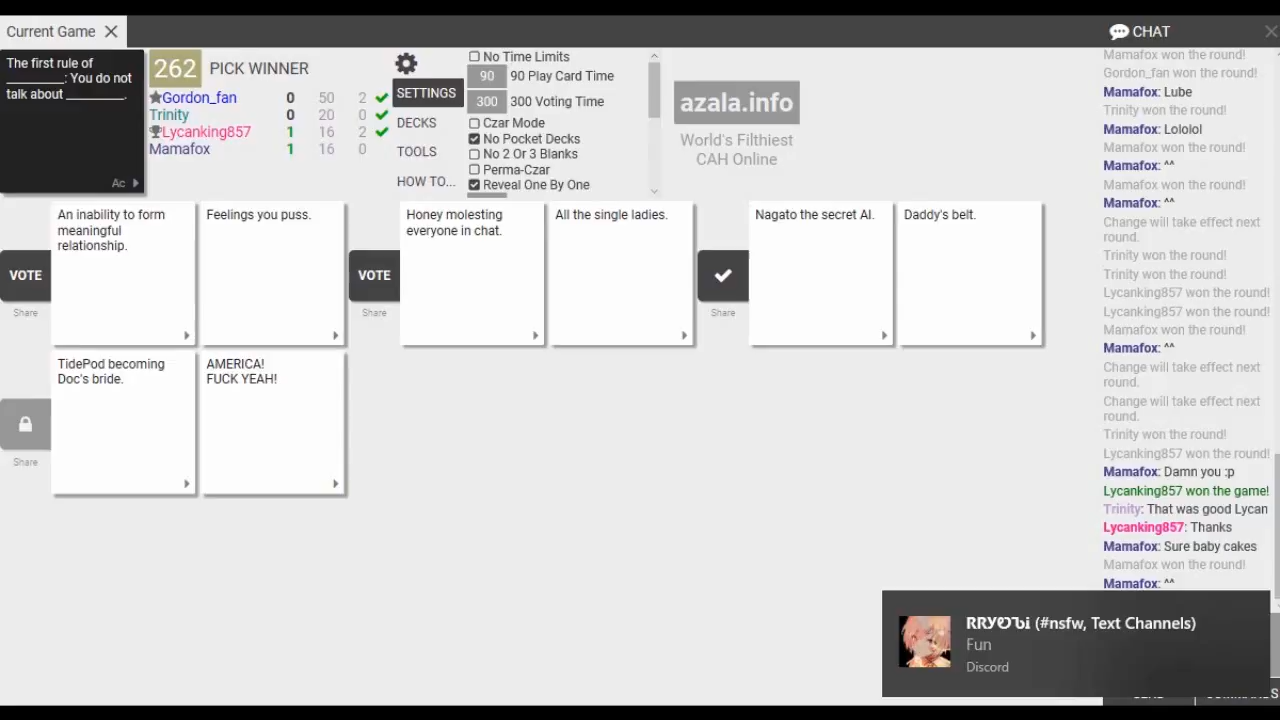 Current Game
CHAT
The first rule of
________: You do not
talk about _________.
Ac
262 PICK WINNER
Gordon_fan 0 50 2
Trinity 0 20 0
Lycanking857 1 16 2
Mamafox 1 16 0
SETTINGS
DECKS
TOOLS
HOW TO...
No Time Limits
90 90 Play Card Time
300 300 Voting Time
Czar Mode
No Pocket Decks
No 2 Or 3 Blanks
Perma-Czar
Reveal One By One
azala.info
World's Filthiest
CAH Online
VOTE
Share
An inability to form
meaningful
relationship.
Feelings you puss.
VOTE
Share
Honey molesting
everyone in chat.
All the single ladies.
Share
Nagato the secret AI.
Daddy's belt.
Share
TidePod becoming
Doc's bride.
AMERICA!
FUCK YEAH!
Mamafox won the round!
Gordon_fan won the round!
Mamafox: Lube
Trinity won the round!
Mamafox: Lololol
Mamafox won the round!
Mamafox: ^^
Mamafox won the round!
Mamafox: ^^
Change will take effect next
round.
Trinity won the round!
Trinity won the round!
Lycanking857 won the round!
Lycanking857 won the round!
Mamafox won the round!
Mamafox: ^^
Change will take effect next
round.
Change will take effect next
round.
Trinity won the round!
Lycanking857 won the round!
Mamafox: Damn you :p
Lycanking857 won the game!
Trinity: That was good Lycan
Lycanking857: Thanks
Mamafox: Sure baby cakes
Mamafox won the round!
Mamafox: ^^
(#nsfw, Text Channels)
Fun
Discord